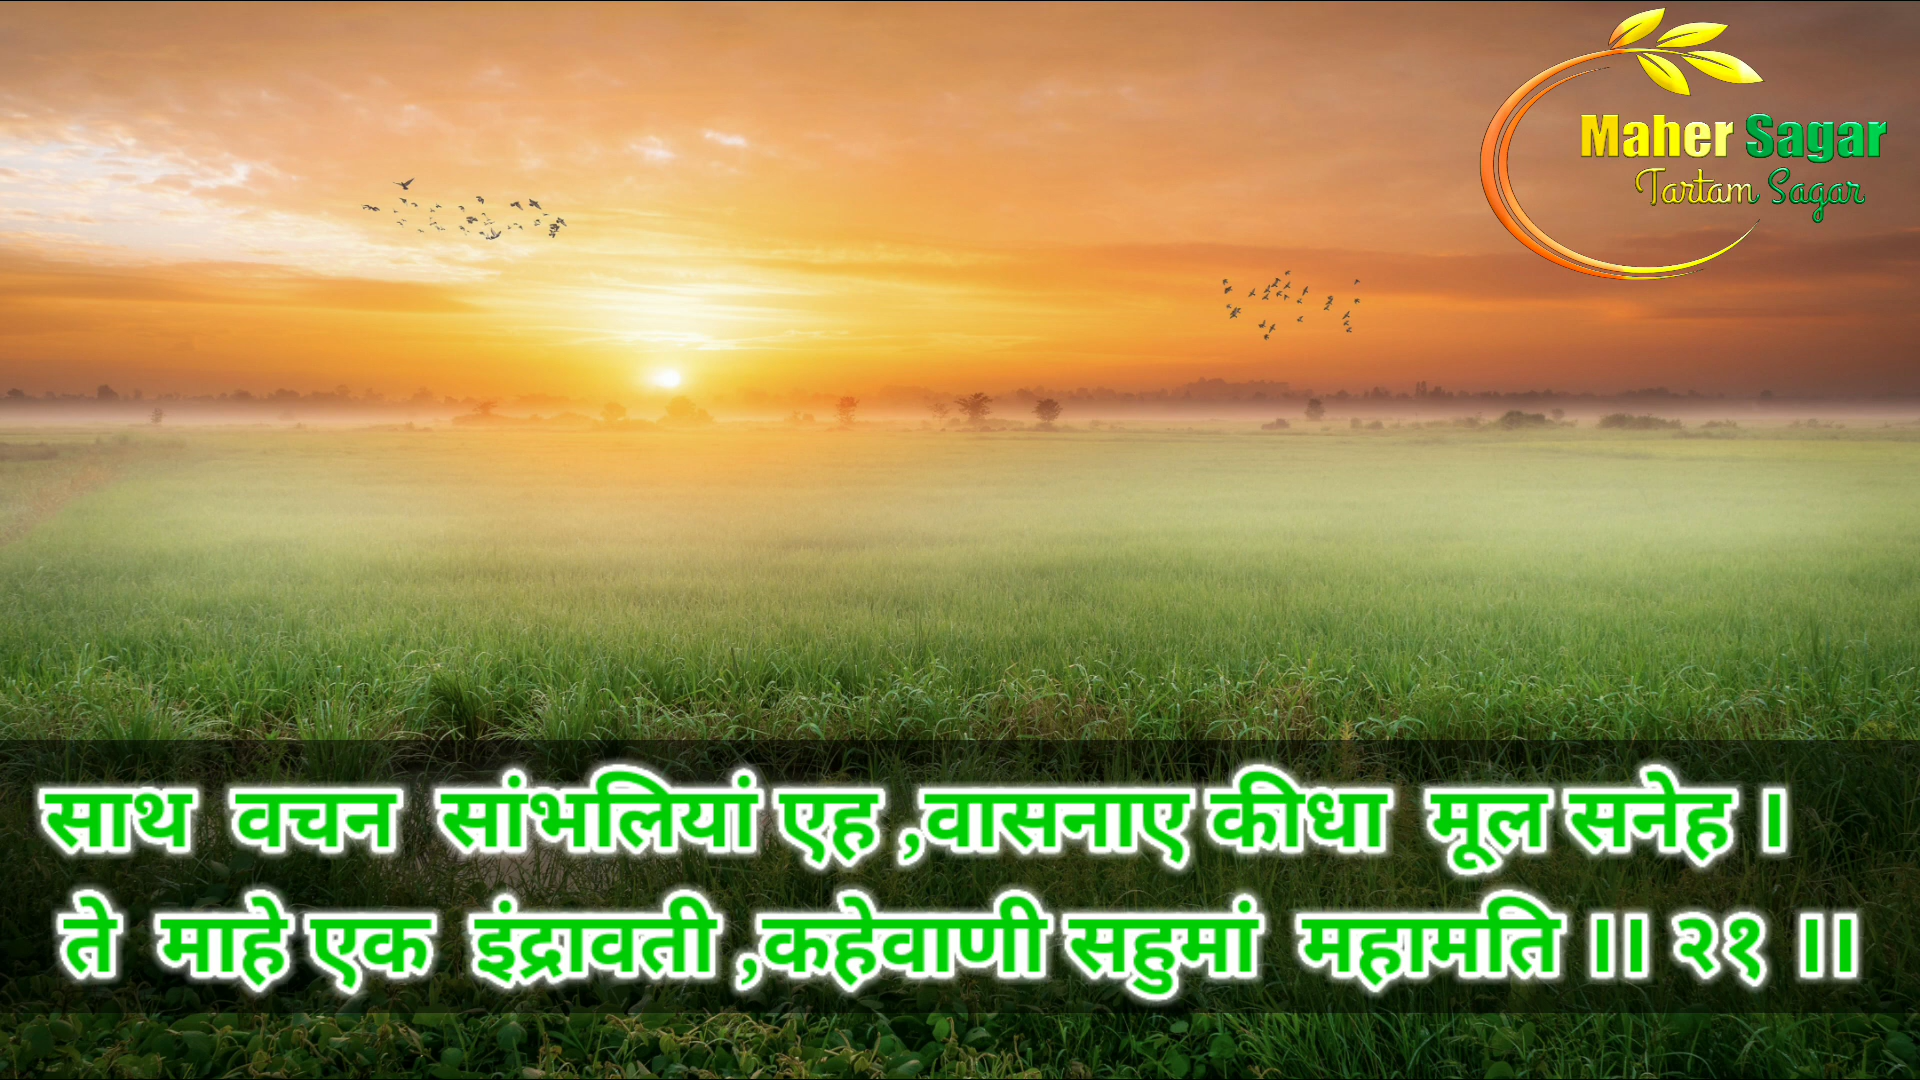 Maher Sagar
Tartam Sagar
साथ वचन सांभलियां एह ,वासनाए कीधा मूल सनेह ।
ते माहे एक इंद्रावती ,कहेवाणी सहुमां महामति ।। २१ ।।